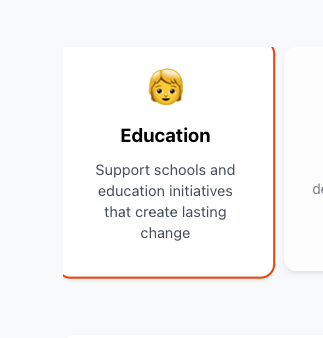 Education
Support schools and
education initiatives
that create lasting
change